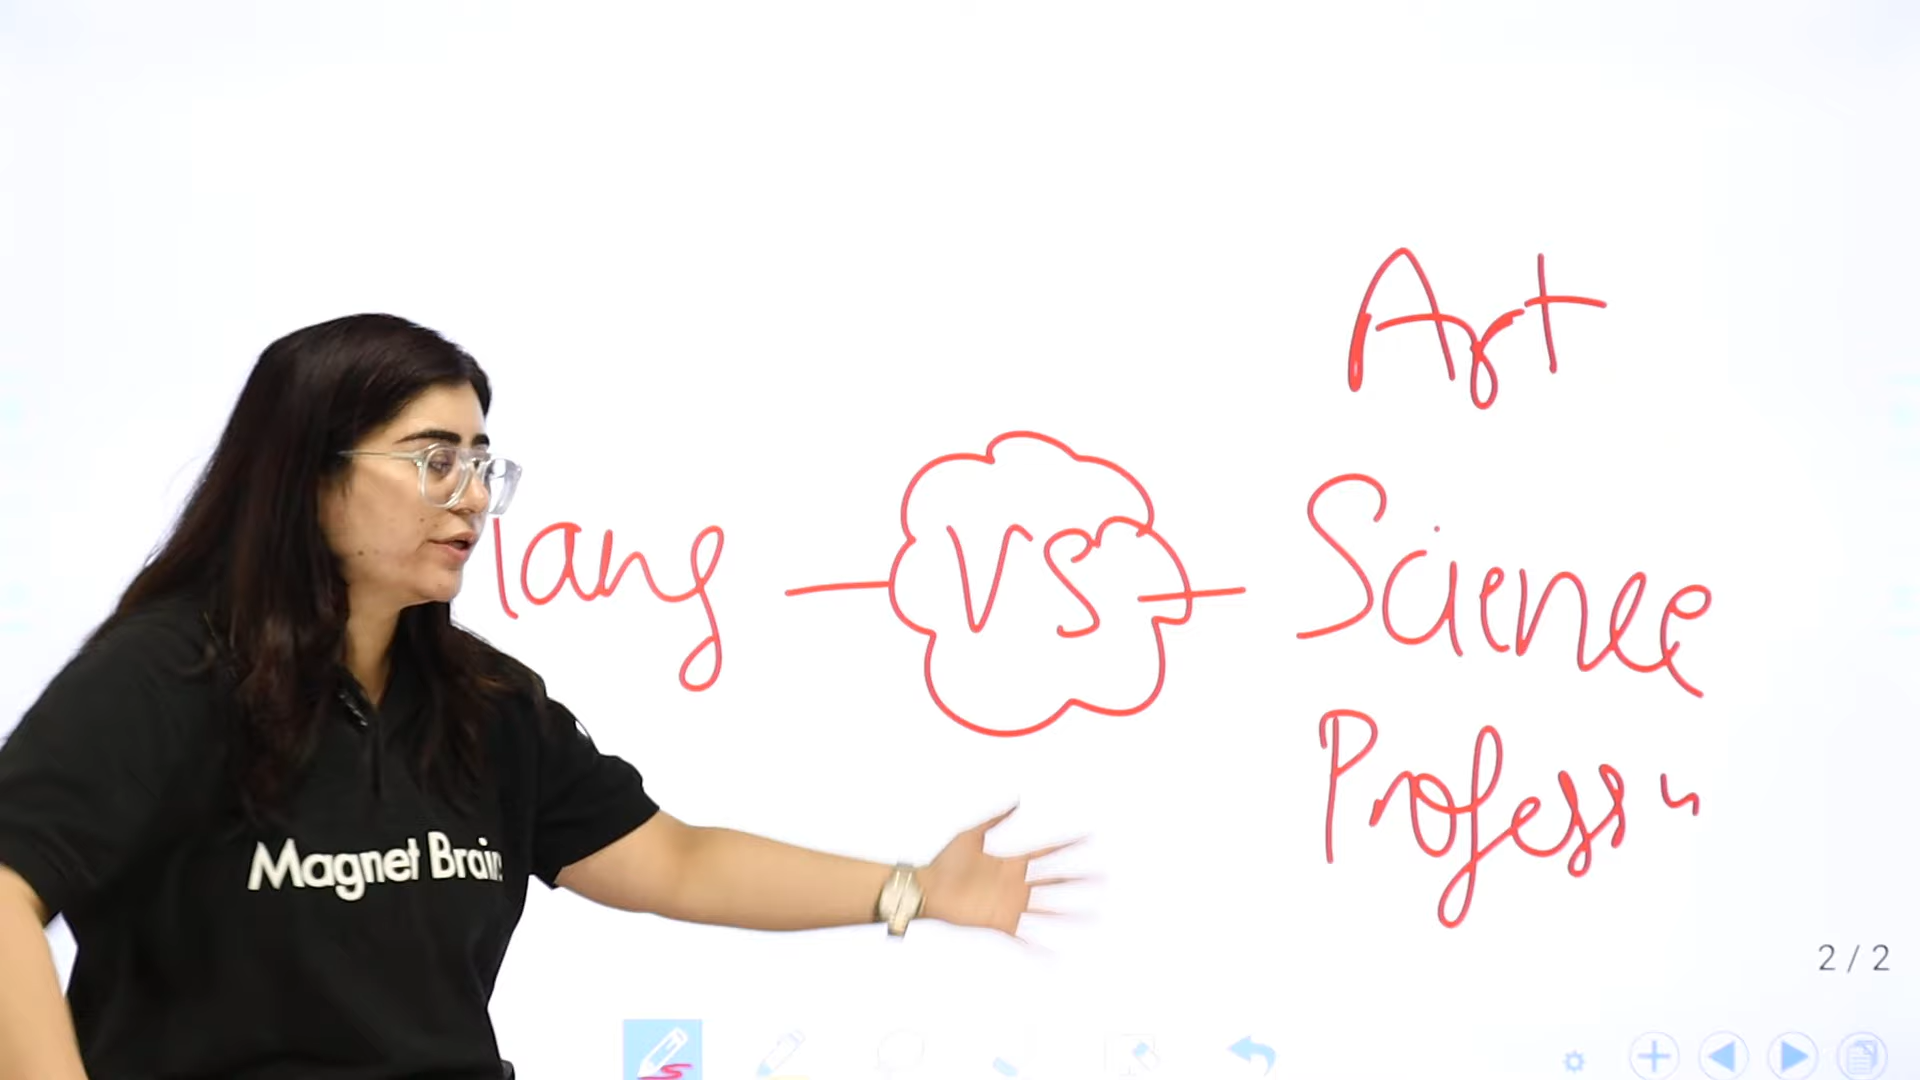 Art
lang — VS — Science
Profess
Magnet Brain
2 / 2